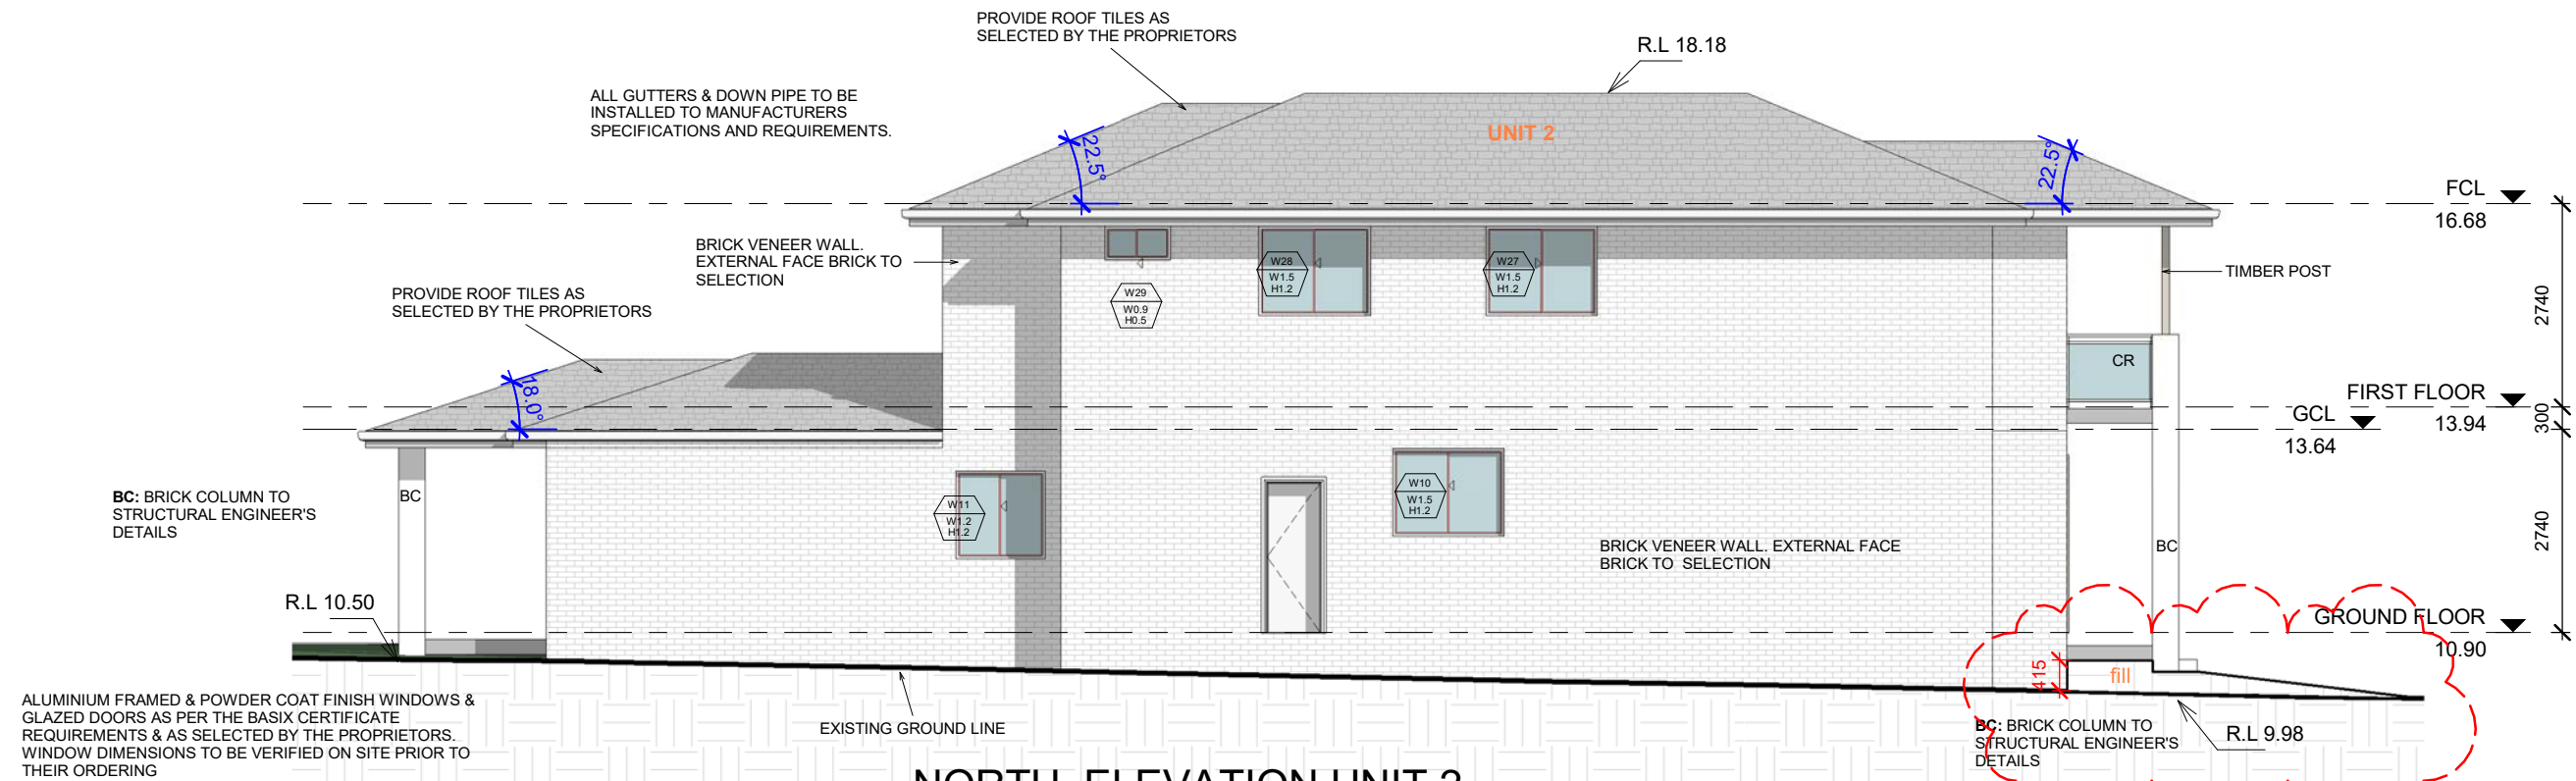 PROVIDE ROOF TILES AS
SELECTED BY THE PROPRIETORS
R.L 18.18
ALL GUTTERS & DOWN PIPE TO BE
INSTALLED TO MANUFACTURERS
SPECIFICATIONS AND REQUIREMENTS.
UNIT 2
22.5°
22.5°
FCL
16.68
BRICK VENEER WALL.
EXTERNAL FACE BRICK TO
SELECTION
W28
W1.5
H1.2
W27
W1.5
H1.2
TIMBER POST
PROVIDE ROOF TILES AS
SELECTED BY THE PROPRIETORS
W29
W0.9
H0.5
2740
CR
18.0°
FIRST FLOOR
13.94
300
GCL
13.64
BC: BRICK COLUMN TO
STRUCTURAL ENGINEER'S
DETAILS
BC
W11
W1.2
H1.2
W10
W1.5
H1.2
BRICK VENEER WALL. EXTERNAL FACE
BRICK TO SELECTION
BC
2740
R.L 10.50
GROUND FLOOR
10.90
415
fill
ALUMINIUM FRAMED & POWDER COAT FINISH WINDOWS &
GLAZED DOORS AS PER THE BASIX CERTIFICATE
REQUIREMENTS & AS SELECTED BY THE PROPRIETORS.
WINDOW DIMENSIONS TO BE VERIFIED ON SITE PRIOR TO
THEIR ORDERING
EXISTING GROUND LINE
BC: BRICK COLUMN TO
STRUCTURAL ENGINEER'S
DETAILS
R.L 9.98
NORTH ELEVATION UNIT 2